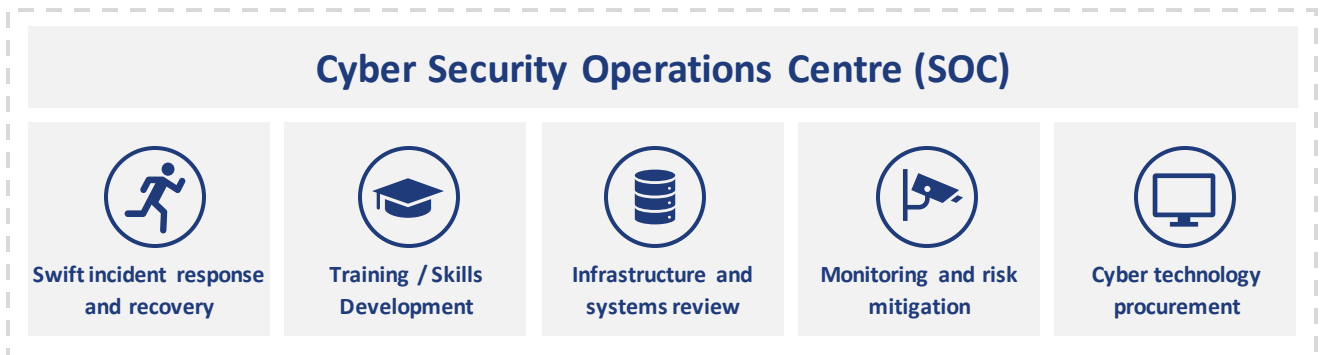 Cyber Security Operations Centre (SOC)
Swift incident response
and recovery
Training / Skills
Development
Infrastructure and
systems review
Monitoring and risk
mitigation
Cyber technology
procurement